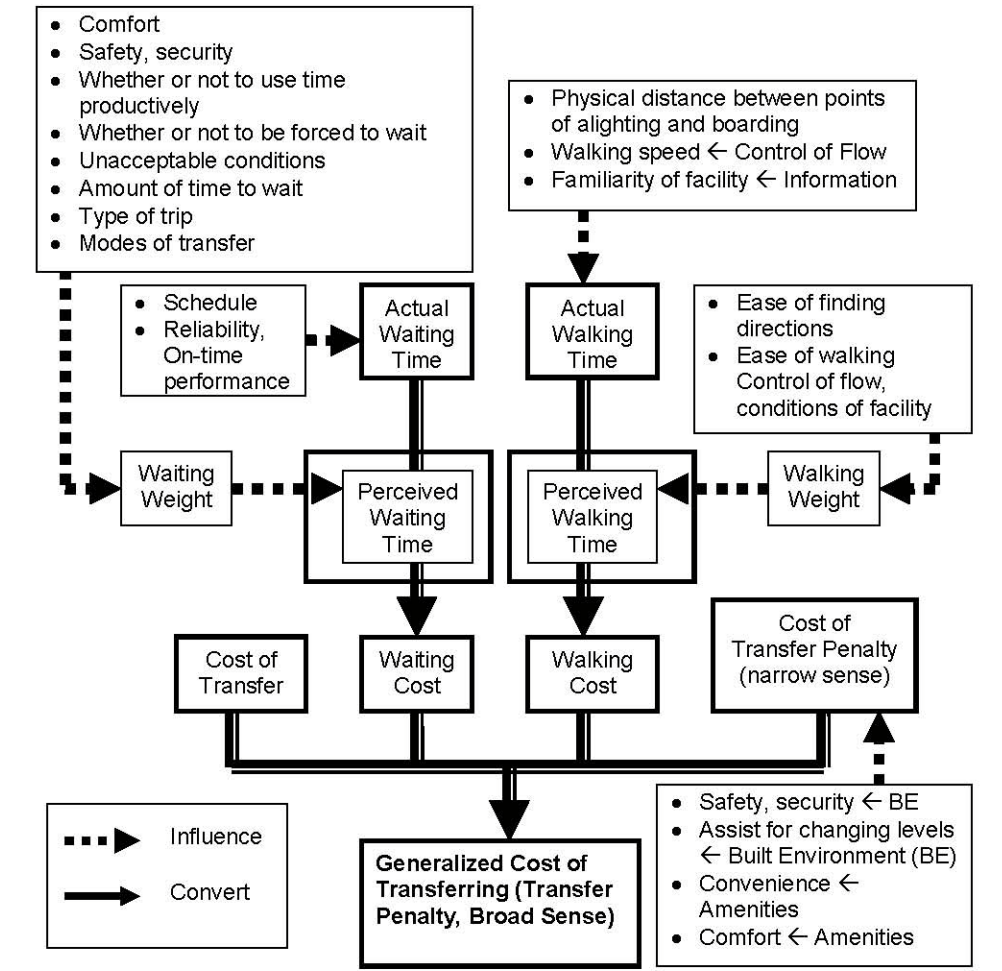 • Comfort
• Safety, security
• Whether or not to use time
productively
• Whether or not to be forced to wait
• Unacceptable conditions
• Amount of time to wait
• Type of trip
• Modes of transfer
• Physical distance between points
of alighting and boarding
• Walking speed ← Control of Flow
• Familiarity of facility ← Information
• Schedule
• Reliability,
On-time
performance
Actual
Waiting
Time
Actual
Walking
Time
• Ease of finding
directions
• Ease of walking
Control of flow,
conditions of facility
Waiting
Weight
Perceived
Waiting
Time
Perceived
Walking
Time
Walking
Weight
Cost of
Transfer
Waiting
Cost
Walking
Cost
Cost of
Transfer Penalty
(narrow sense)
• Safety, security ← BE
• Assist for changing levels
← Built Environment (BE)
• Convenience ←
Amenities
• Comfort ← Amenities
Influence
Convert
Generalized Cost of
Transferring (Transfer
Penalty, Broad Sense)